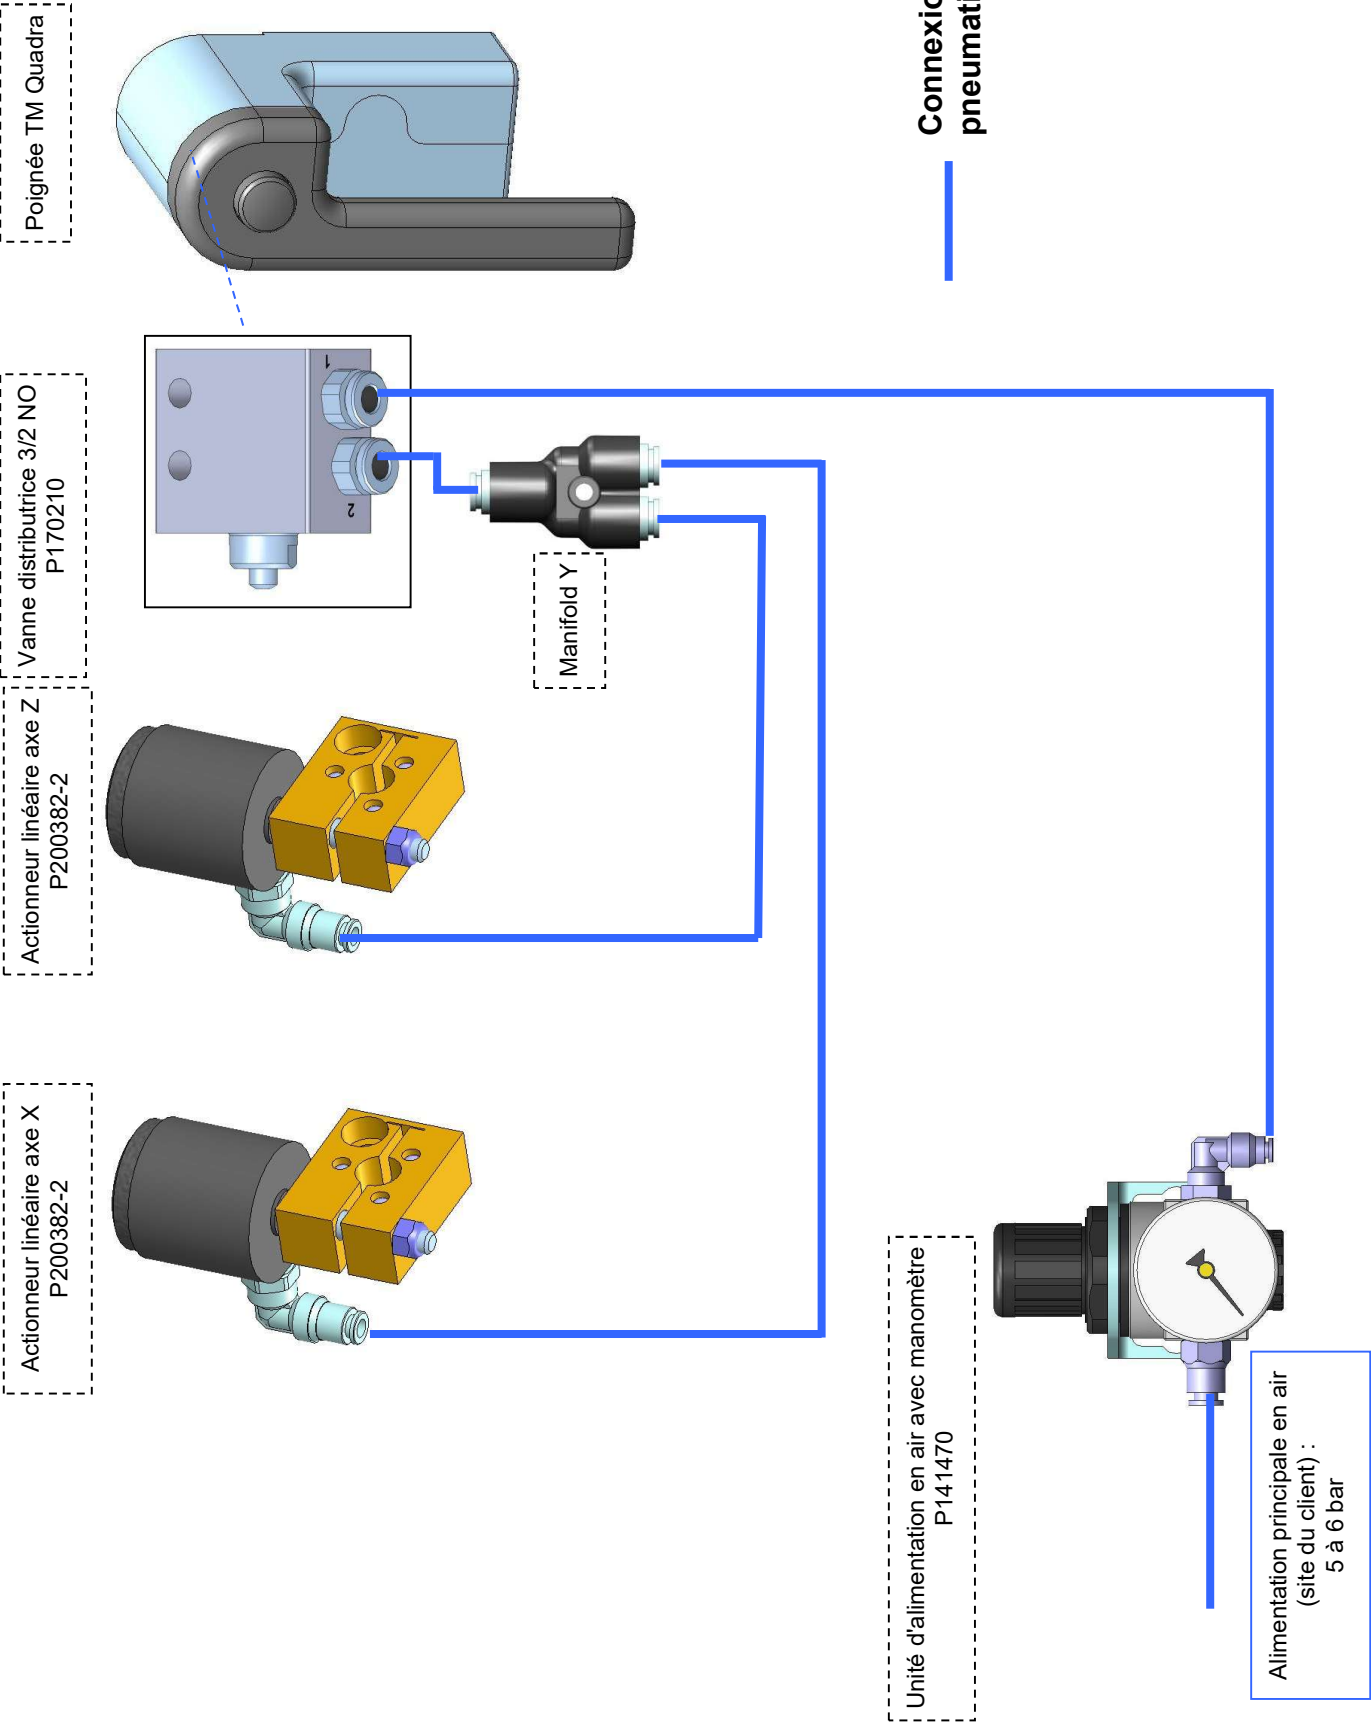 Actionneur linéaire axe X
P200382-2
Actionneur linéaire axe Z
P200382-2
Vanne distributrice 3/2 NO
P170210
Poignée TM Quadra
1
2
Manifold Y
Unité d'alimentation en air avec manomètre
P141470
Alimentation principale en air
(site du client) :
5 à 6 bar